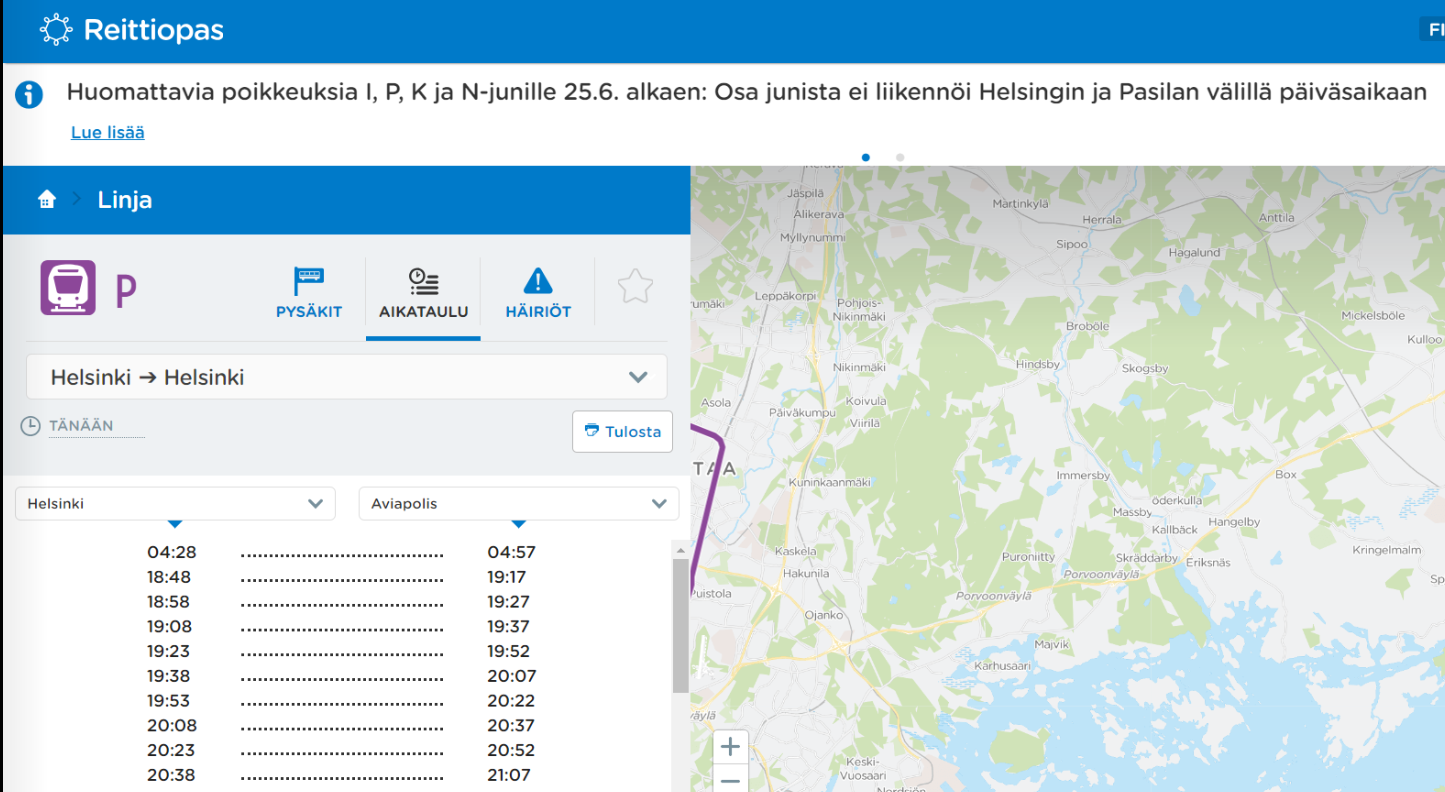 Reittiopas
FI
Huomattavia poikkeuksia I, P, K ja N-junille 25.6. alkaen: Osa junista ei liikennöi Helsingin ja Pasilan välillä päiväsaikaan
Lue lisää
Linja
P
PYSÄKIT
AIKATAULU
HÄIRIÖT
Helsinki → Helsinki
TÄNÄÄN
Tulosta
Helsinki
Aviapolis
04:28 ................................... 04:57
18:48 ................................... 19:17
18:58 ................................... 19:27
19:08 ................................... 19:37
19:23 ................................... 19:52
19:38 ................................... 20:07
19:53 ................................... 20:22
20:08 ................................... 20:37
20:23 ................................... 20:52
20:38 ................................... 21:07
Jäspilä
Alikerava
Myllynummi
Martinkylä
Herrala
Anttila
Sipoo
Hagalund
Leppäkorpi
Pohjois-
Nikinmäki
Mickelsböle
Broböle
Kulloo
Nikinmäki
Hindsby
Skogsby
Asola
Päiväkumpu
Koivula
Viirilä
TAA
Kuninkaanmäki
Immersby
Box
öderkulla
Massby
Kallbäck
Hangelby
Kaskela
Hakunila
Puroniitty
Skräddarby
Eriksnäs
Kringelmalm
Porvoonväylä
Sp
Puistola
Porvoonväylä
Ojanko
Majvik
Karhusaari
väylä
+
−
Keski-
Vuosaari